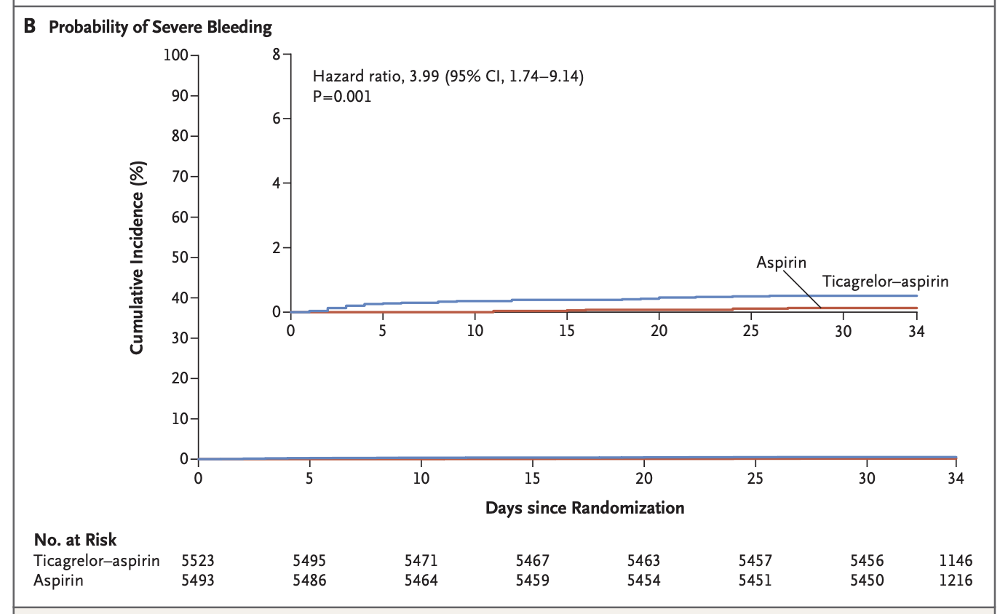 B Probability of Severe Bleeding
100
90
80
70
60
50
40
30
20
10
0
Cumulative Incidence (%)
8
6
4
2
0
Hazard ratio, 3.99 (95% CI, 1.74–9.14)
P=0.001
Aspirin
Ticagrelor–aspirin
0 5 10 15 20 25 30 34
0 5 10 15 20 25 30 34
Days since Randomization
No. at Risk
Ticagrelor–aspirin 5523 5495 5471 5467 5463 5457 5456 1146
Aspirin 5493 5486 5464 5459 5454 5451 5450 1216